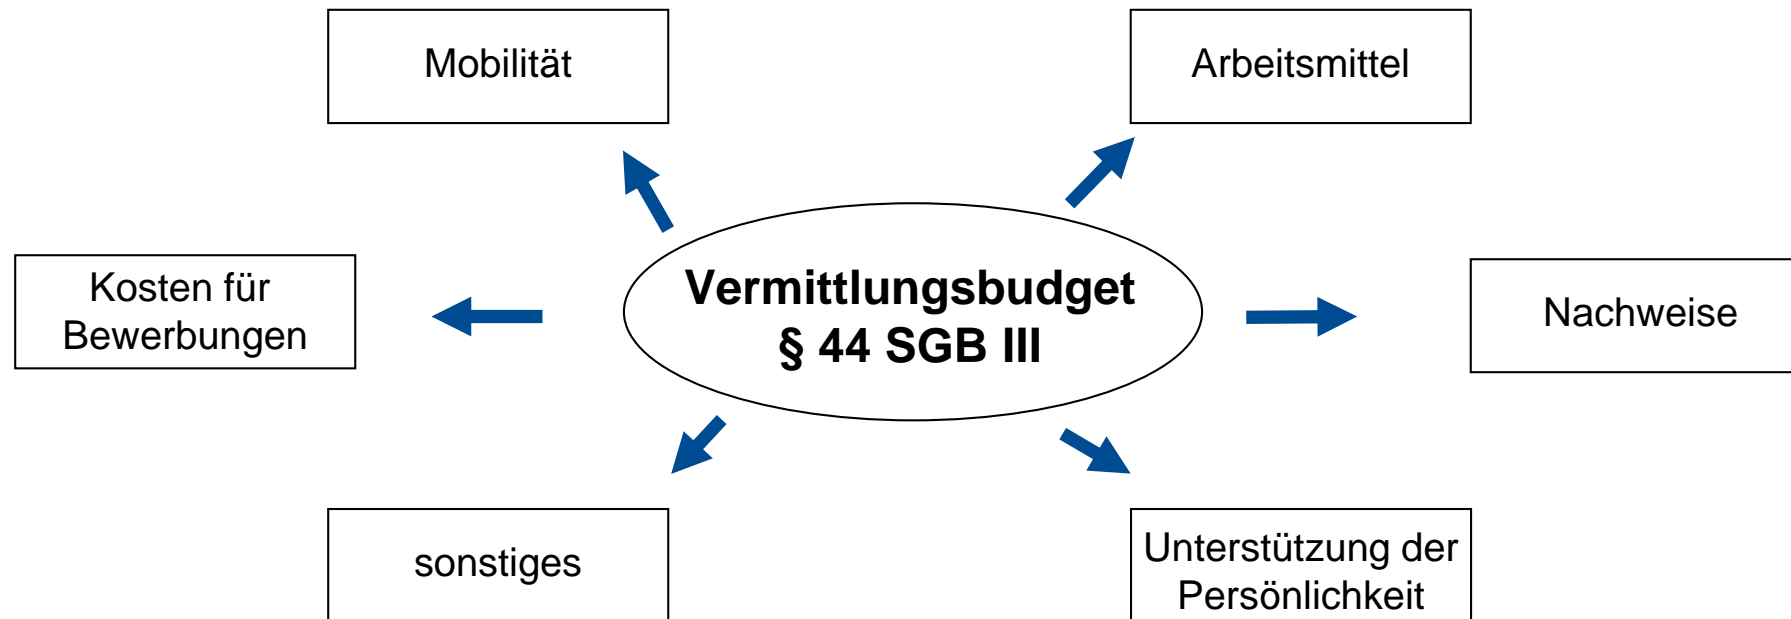 Mobilität
Arbeitsmittel
Kosten für
Bewerbungen
Vermittlungsbudget
§ 44 SGB III
Nachweise
sonstiges
Unterstützung der
Persönlichkeit